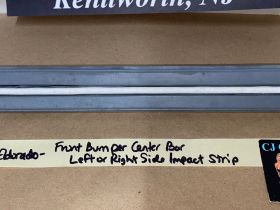 Kenilworth, NJ
Eldorado- Front Bumper Center Bar
Left or Right Side Impact Strip
CJ